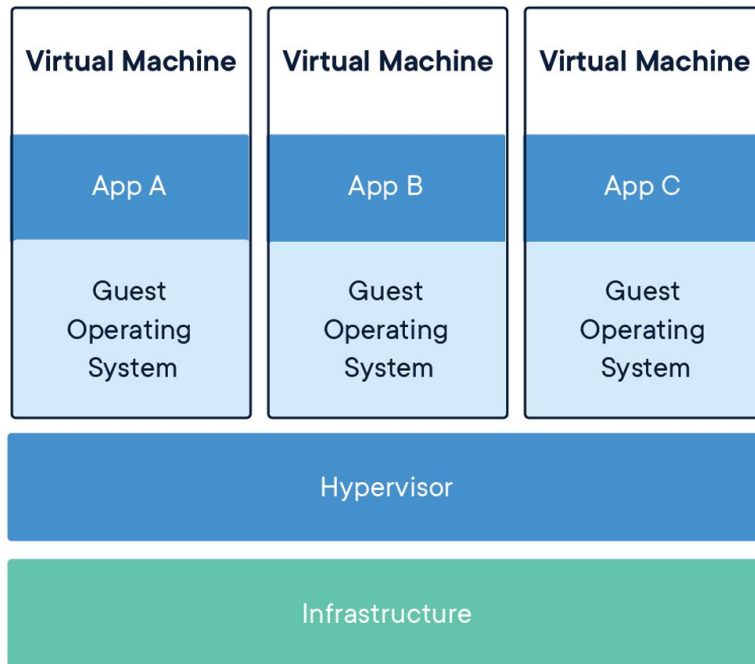 Virtual Machine
Virtual Machine
Virtual Machine
App A
App B
App C
Guest
Operating
System
Guest
Operating
System
Guest
Operating
System
Hypervisor
Infrastructure